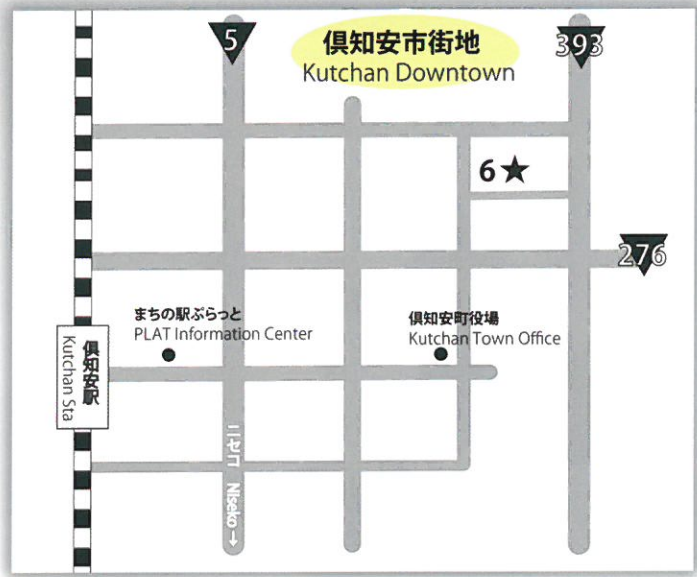 5
倶知安市街地
Kutchan Downtown
393
6★
276
まちの駅ぷらっと
PLAT Information Center
倶知安町役場
Kutchan Town Office
倶知安駅
Kutchan Sta
ニセコ Niseko→